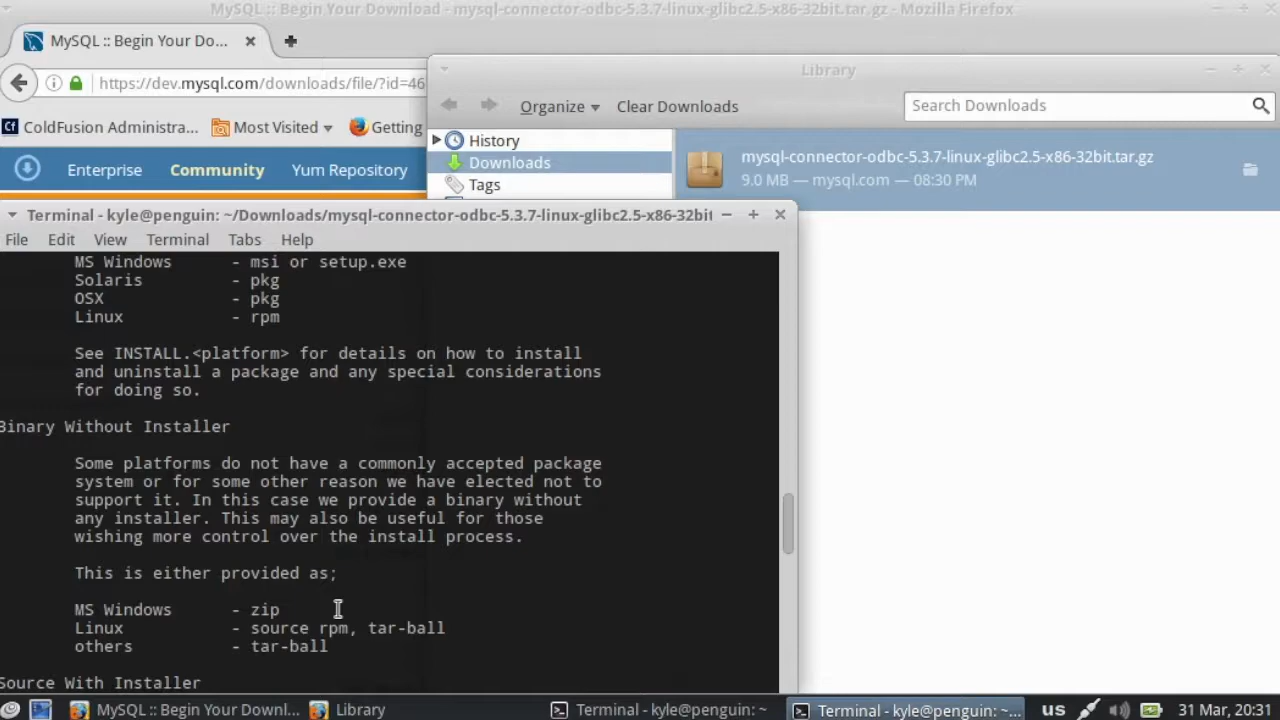 MySQL :: Begin Your Download - mysql-connector-odbc-5.3.7-linux-glibc2.5-x86-32bit.tar.gz - Mozilla Firefox
MySQL :: Begin Your Do...
https://dev.mysql.com/downloads/file/?id=46
ColdFusion Administra...
Most Visited
Getting
Enterprise
Community
Yum Repository
Library
Organize
Clear Downloads
Search Downloads
History
Downloads
Tags
mysql-connector-odbc-5.3.7-linux-glibc2.5-x86-32bit.tar.gz
9.0 MB — mysql.com — 08:30 PM
Terminal - kyle@penguin: ~/Downloads/mysql-connector-odbc-5.3.7-linux-glibc2.5-x86-32bit
File Edit View Terminal Tabs Help
MS Windows - msi or setup.exe
Solaris - pkg
OSX - pkg
Linux - rpm
See INSTALL.<platform> for details on how to install
and uninstall a package and any special considerations
for doing so.
Binary Without Installer
Some platforms do not have a commonly accepted package
system or for some other reason we have elected not to
support it. In this case we provide a binary without
any installer. This may also be useful for those
wishing more control over the install process.
This is either provided as;
MS Windows - zip
Linux - source rpm, tar-ball
others - tar-ball
Source With Installer
MySQL :: Begin Your Downl...
Library
Terminal - kyle@penguin: ~
Terminal - kyle@penguin: ~...
us
31 Mar, 20:31